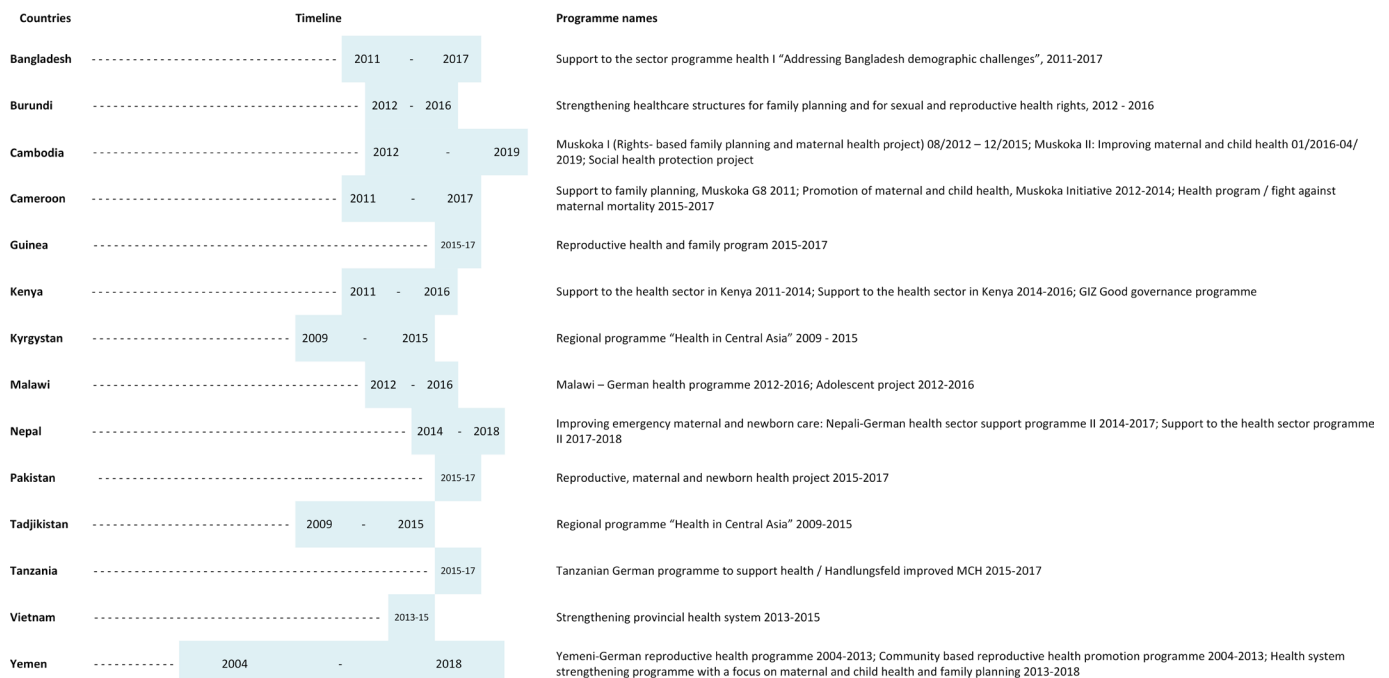 Countries Timeline Programme names
Bangladesh 2011 - 2017 Support to the sector programme health I “Addressing Bangladesh demographic challenges”, 2011-2017
Burundi 2012 - 2016 Strengthening healthcare structures for family planning and for sexual and reproductive health rights, 2012 - 2016
Cambodia 2012 - 2019 Muskoka I (Rights- based family planning and maternal health project) 08/2012 – 12/2015; Muskoka II: Improving maternal and child health 01/2016-04/
2019; Social health protection project
Cameroon 2011 - 2017 Support to family planning, Muskoka G8 2011; Promotion of maternal and child health, Muskoka Initiative 2012-2014; Health program / fight against
maternal mortality 2015-2017
Guinea 2015-17 Reproductive health and family program 2015-2017
Kenya 2011 - 2016 Support to the health sector in Kenya 2011-2014; Support to the health sector in Kenya 2014-2016; GIZ Good governance programme
Kyrgystan 2009 - 2015 Regional programme “Health in Central Asia” 2009 - 2015
Malawi 2012 - 2016 Malawi – German health programme 2012-2016; Adolescent project 2012-2016
Nepal 2014 - 2018 Improving emergency maternal and newborn care: Nepali-German health sector support programme II 2014-2017; Support to the health sector programme
II 2017-2018
Pakistan 2015-17 Reproductive, maternal and newborn health project 2015-2017
Tadjikistan 2009 - 2015 Regional programme “Health in Central Asia” 2009-2015
Tanzania 2015-17 Tanzanian German programme to support health / Handlungsfeld improved MCH 2015-2017
Vietnam 2013-15 Strengthening provincial health system 2013-2015
Yemen 2004 - 2018 Yemeni-German reproductive health programme 2004-2013; Community based reproductive health promotion programme 2004-2013; Health system
strengthening programme with a focus on maternal and child health and family planning 2013-2018